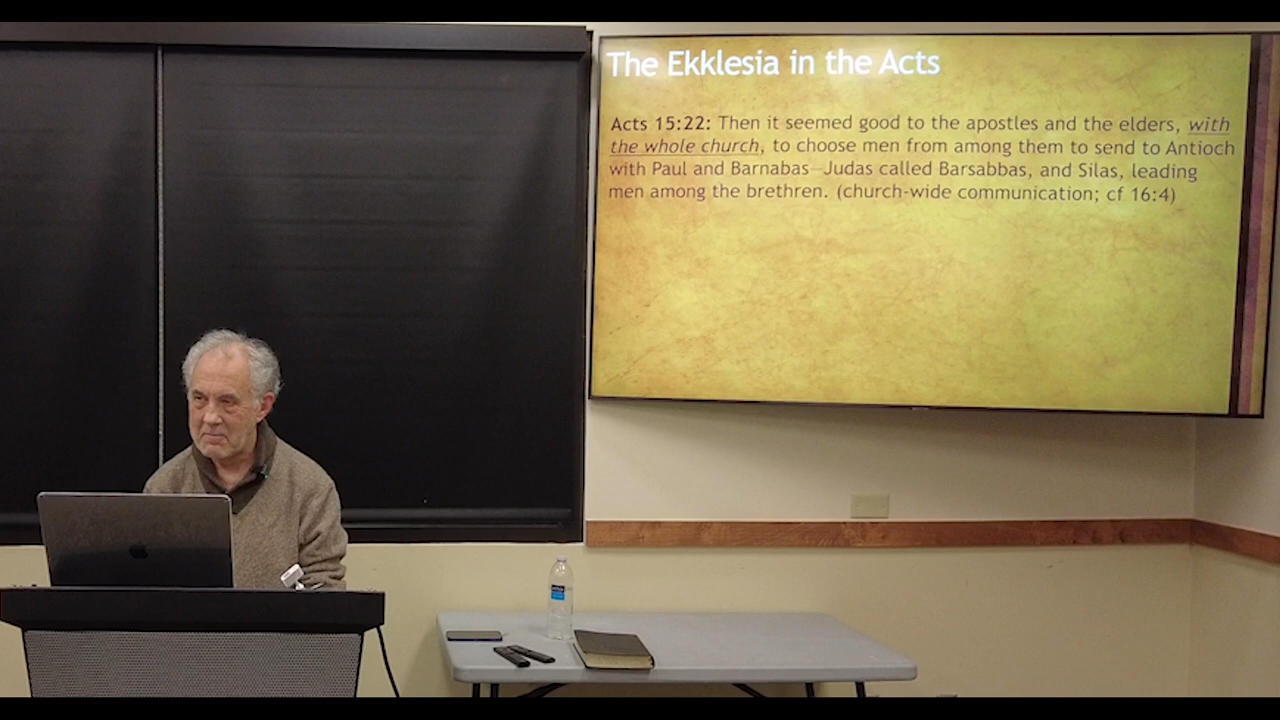 The Ekklesia in the Acts
Acts 15:22: Then it seemed good to the apostles and the elders, with
the whole church, to choose men from among them to send to Antioch
with Paul and Barnabas—Judas called Barsabbas, and Silas, leading
men among the brethren. (church-wide communication; cf 16:4)